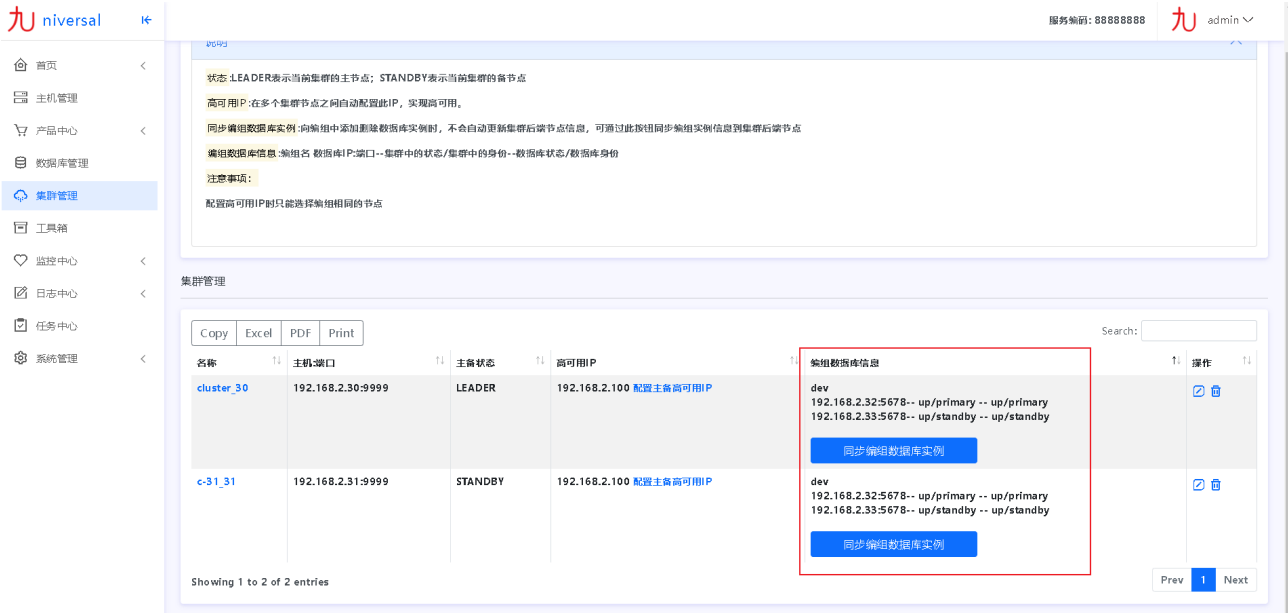 九U niversal
服务编码: 88888888
九U admin
首页
主机管理
产品中心
数据库管理
集群管理
工具箱
监控中心
日志中心
任务中心
系统管理
说明
状态:LEADER表示当前集群的主节点；STANDBY表示当前集群的备节点
高可用IP:在多个集群节点之间自动配置此IP，实现高可用。
同步编组数据库实例:向编组中添加删除数据库实例时，不会自动更新集群后端节点信息，可通过此按钮同步编组实例信息到集群后端节点
编组数据库信息:编组名 数据库IP:端口--集群中的状态/集群中的身份--数据库状态/数据库身份
注意事项：
配置高可用IP时只能选择编组相同的节点
集群管理
Copy Excel PDF Print
Search:
名称 主机:端口 主备状态 高可用IP 编组数据库信息 操作
cluster_30 192.168.2.30:9999 LEADER 192.168.2.100 配置主备高可用IP dev
192.168.2.32:5678-- up/primary -- up/primary
192.168.2.33:5678-- up/standby -- up/standby
同步编组数据库实例
c-31_31 192.168.2.31:9999 STANDBY 192.168.2.100 配置主备高可用IP dev
192.168.2.32:5678-- up/primary -- up/primary
192.168.2.33:5678-- up/standby -- up/standby
同步编组数据库实例
Showing 1 to 2 of 2 entries
Prev 1 Next